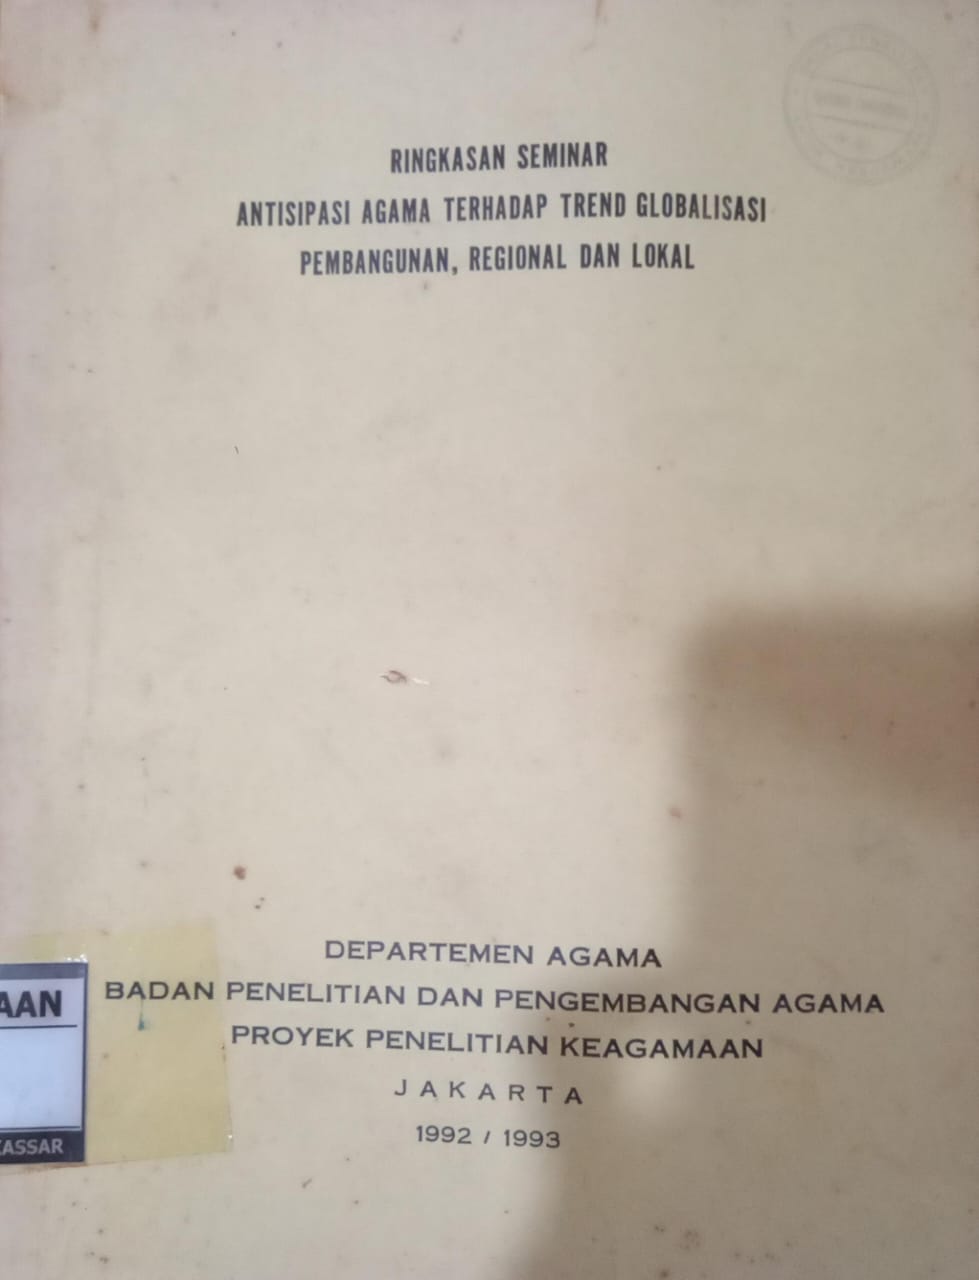 RINGKASAN SEMINAR
ANTISIPASI AGAMA TERHADAP TREND GLOBALISASI
PEMBANGUNAN, REGIONAL DAN LOKAL
DEPARTEMEN AGAMA
BADAN PENELITIAN DAN PENGEMBANGAN AGAMA
PROYEK PENELITIAN KEAGAMAAN
JAKARTA
1992 / 1993
AAN
KASSAR